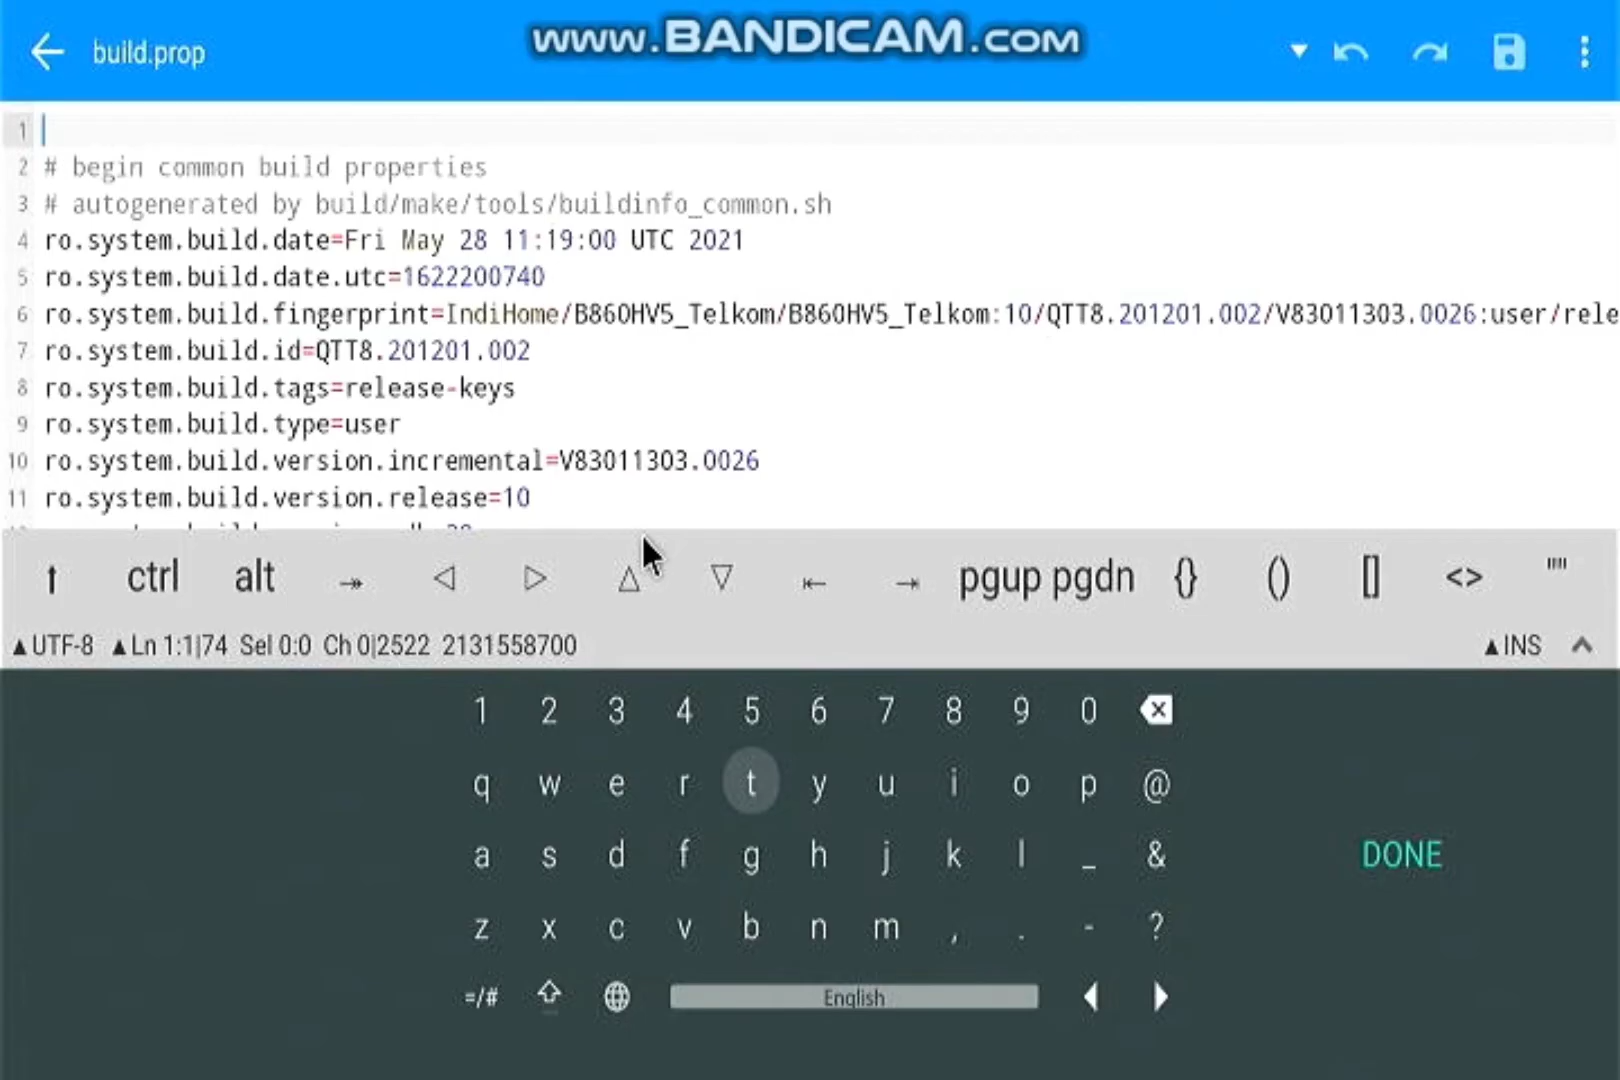 build.prop
www.BANDICAM.com
1
2 # begin common build properties
3 # autogenerated by build/make/tools/buildinfo_common.sh
4 ro.system.build.date=Fri May 28 11:19:00 UTC 2021
5 ro.system.build.date.utc=1622200740
6 ro.system.build.fingerprint=IndiHome/B860HV5_Telkom/B860HV5_Telkom:10/QTT8.201201.002/V83011303.0026:user/rele
7 ro.system.build.id=QTT8.201201.002
8 ro.system.build.tags=release-keys
9 ro.system.build.type=user
10 ro.system.build.version.incremental=V83011303.0026
11 ro.system.build.version.release=10
ctrl alt pgup pgdn {} () [] <> ""
▲UTF-8 ▲Ln 1:1|74 Sel 0:0 Ch 0|2522 2131558700 ▲INS
1 2 3 4 5 6 7 8 9 0
q w e r t y u i o p @
a s d f g h j k l _ &
DONE
z x c v b n m , . - ?
=/# English